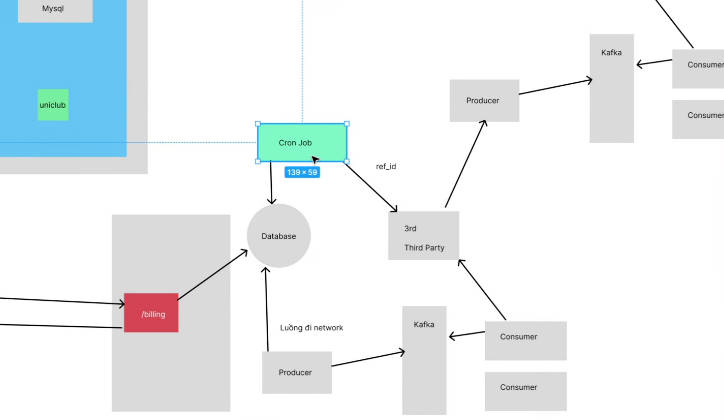 Mysql
uniclub
Cron Job
139 × 59
ref_id
Kafka
Consumer
Consumer
Producer
Database
3rd
Third Party
/billing
Luồng đi network
Producer
Kafka
Consumer
Consumer